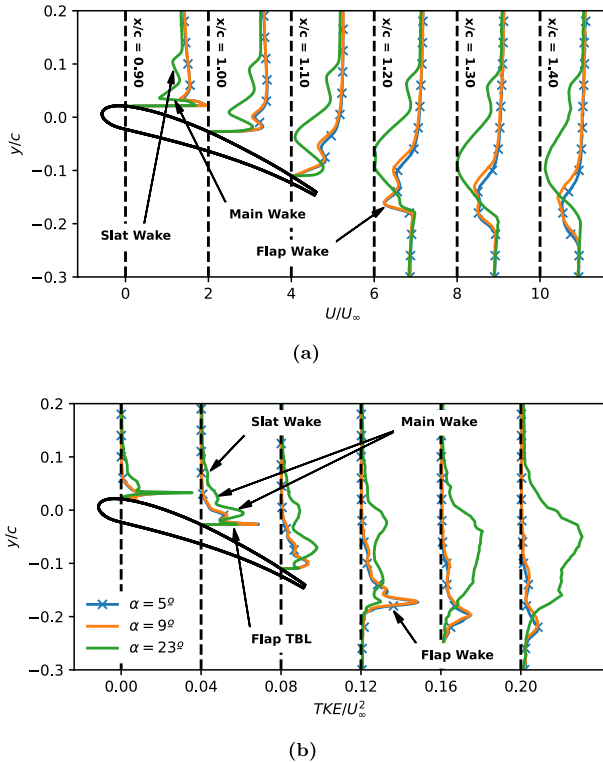 0.2
0.1
0.0
−0.1
−0.2
−0.3
y/c
x/c = 0.90
x/c = 1.00
x/c = 1.10
x/c = 1.20
x/c = 1.30
x/c = 1.40
Main Wake
Slat Wake
Flap Wake
0 2 4 6 8 10
U/U∞
(a)
0.2
0.1
0.0
−0.1
−0.2
−0.3
y/c
Slat Wake Main Wake
α = 5º
α = 9º
α = 23º
Flap TBL
Flap Wake
0.00 0.04 0.08 0.12 0.16 0.20
TKE/U²∞
(b)